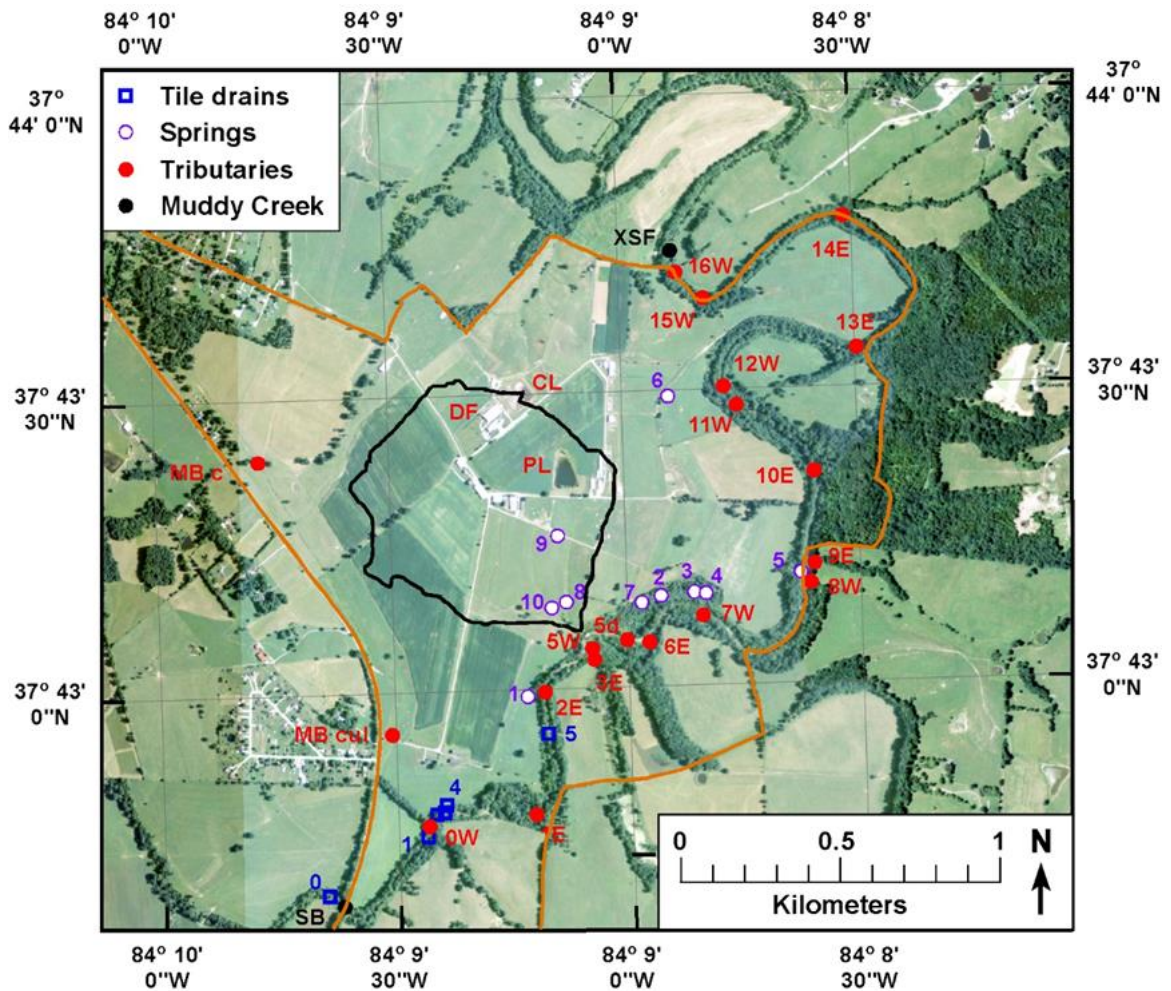 84° 10' 0''W
84° 9' 30''W
84° 9' 0''W
84° 8' 30''W
37° 44' 0''N
37° 44' 0''N
Tile drains
Springs
Tributaries
Muddy Creek
XSF
16W
14E
15W
13E
12W
6
CL
37° 43' 30''N
37° 43' 30''N
DF
11W
MB c
PL
10E
9
5
9E
8W
2
3
4
10
8
7
7W
5W
5d
6E
3E
37° 43' 0''N
37° 43' 0''N
1
2E
MB cul
5
4
1
0W
1E
0
SB
0
0.5
1
Kilometers
N
84° 10' 0''W
84° 9' 30''W
84° 9' 0''W
84° 8' 30''W